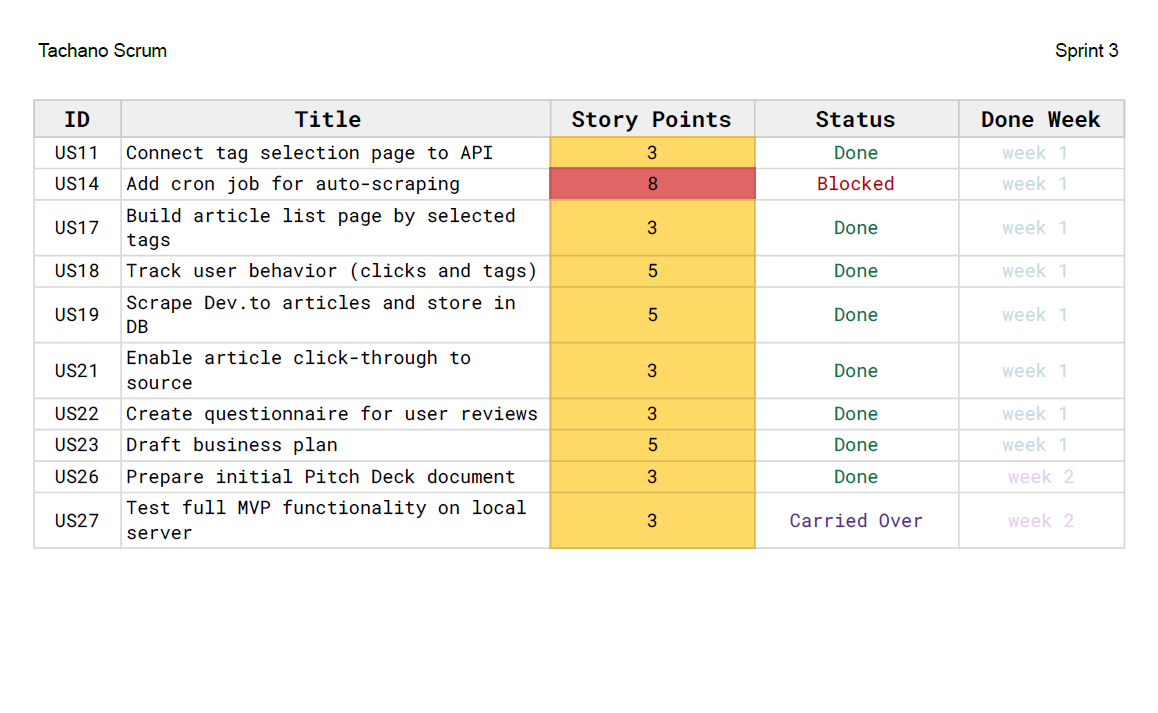 Tachano Scrum
Sprint 3
ID Title Story Points Status Done Week
US11 Connect tag selection page to API 3 Done week 1
US14 Add cron job for auto-scraping 8 Blocked week 1
US17 Build article list page by selected
tags 3 Done week 1
US18 Track user behavior (clicks and tags) 5 Done week 1
US19 Scrape Dev.to articles and store in
DB 5 Done week 1
US21 Enable article click-through to
source 3 Done week 1
US22 Create questionnaire for user reviews 3 Done week 1
US23 Draft business plan 5 Done week 1
US26 Prepare initial Pitch Deck document 3 Done week 2
US27 Test full MVP functionality on local
server 3 Carried Over week 2